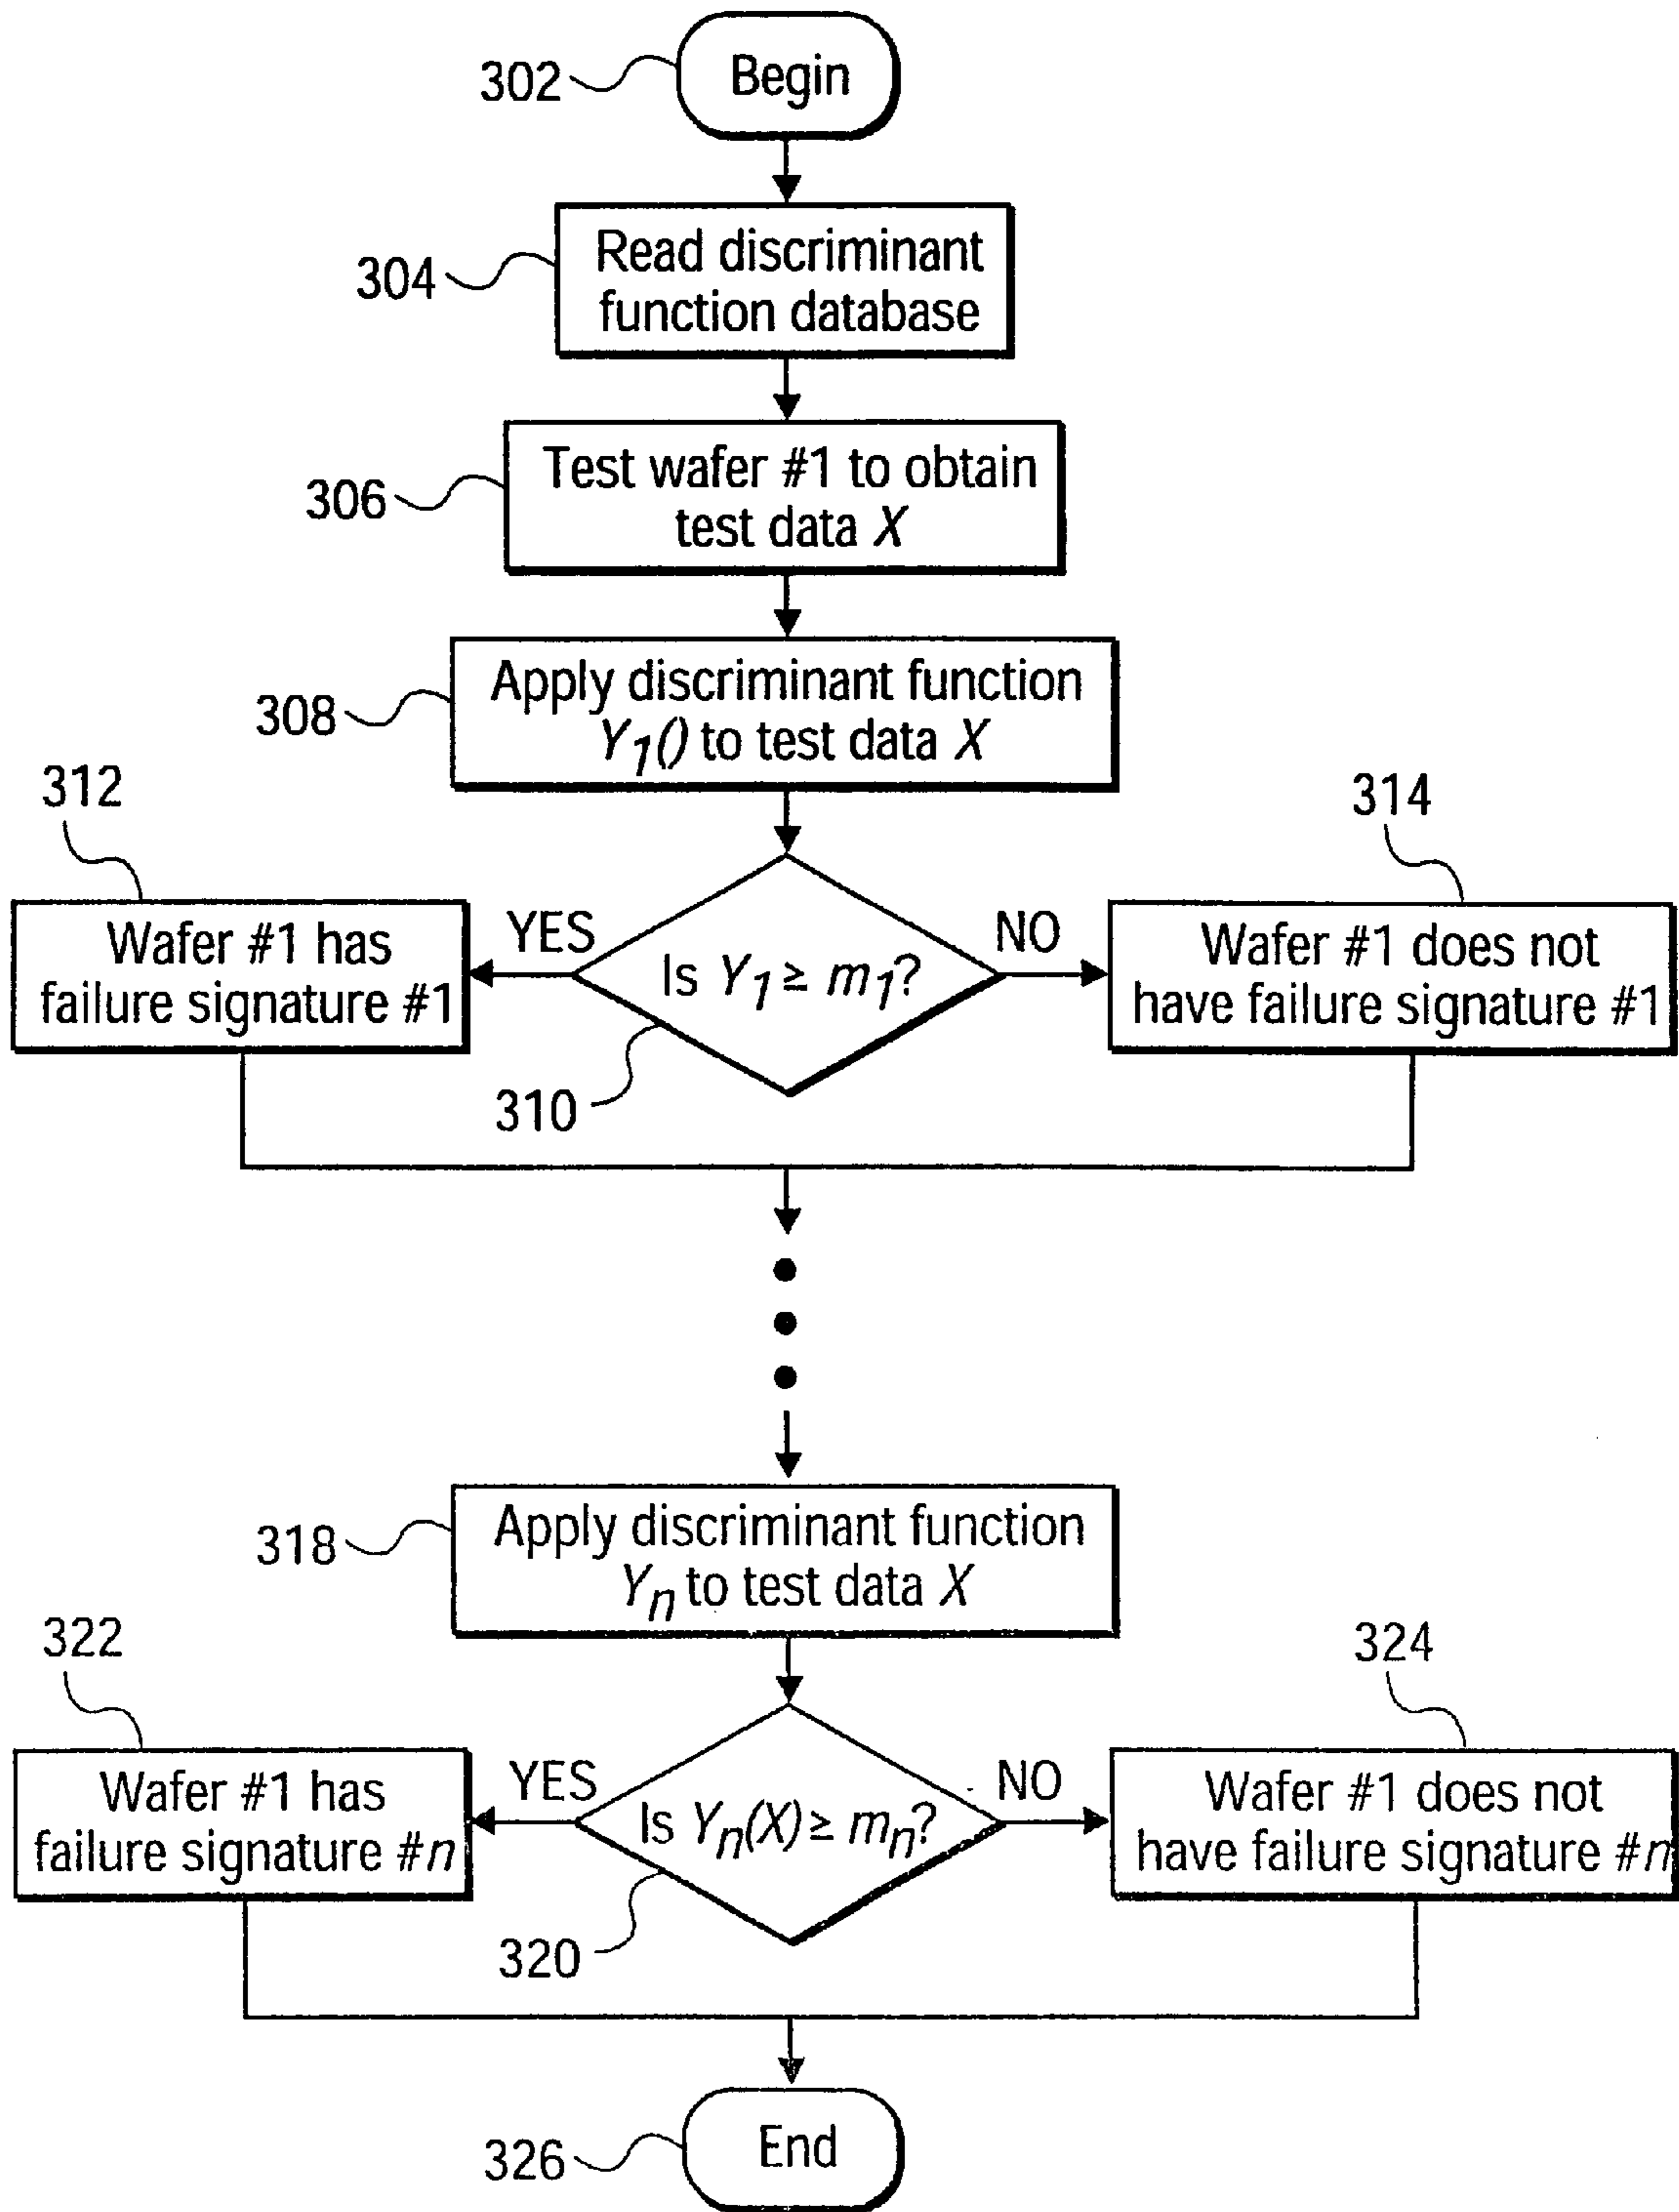 302
Begin
304
Read discriminant
function database
306
Test wafer #1 to obtain
test data X
308
Apply discriminant function
Y1() to test data X
312
314
Wafer #1 has
failure signature #1
YES
Is Y1 ≥ m1?
NO
Wafer #1 does not
have failure signature #1
310
318
Apply discriminant function
Yn to test data X
322
324
Wafer #1 has
failure signature #n
YES
Is Yn(X) ≥ mn?
NO
Wafer #1 does not
have failure signature #n
320
326
End